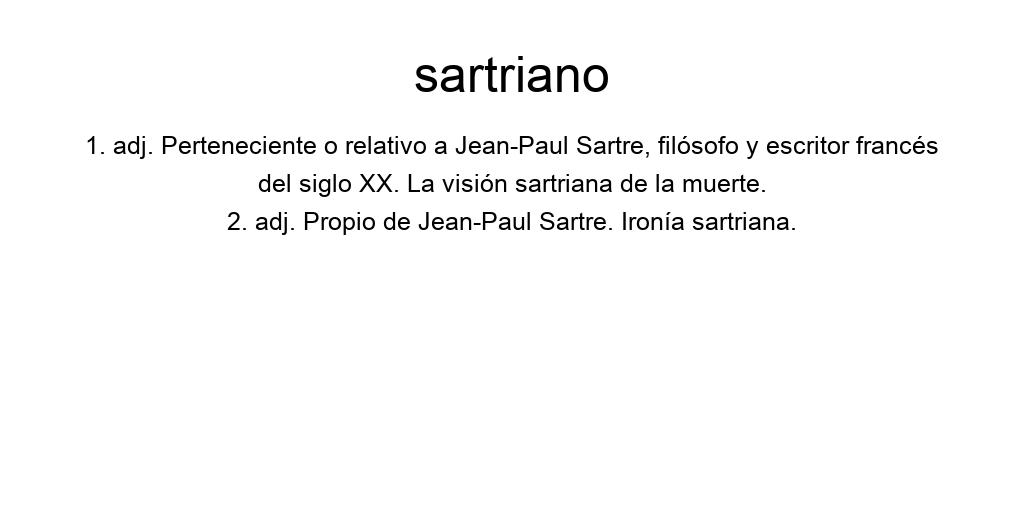 sartriano
1. adj. Perteneciente o relativo a Jean-Paul Sartre, filósofo y escritor francés
del siglo XX. La visión sartriana de la muerte.
2. adj. Propio de Jean-Paul Sartre. Ironía sartriana.